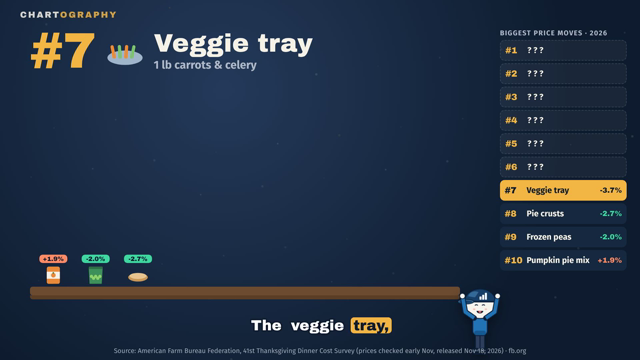 CHARTOGRAPHY
#7 Veggie tray
1 lb carrots & celery
BIGGEST PRICE MOVES · 2026
#1 ???
#2 ???
#3 ???
#4 ???
#5 ???
#6 ???
#7 Veggie tray -3.7%
#8 Pie crusts -2.7%
#9 Frozen peas -2.0%
#10 Pumpkin pie mix +1.9%
+1.9% -2.0% -2.7%
The veggie tray,
Source: American Farm Bureau Federation, 41st Thanksgiving Dinner Cost Survey (prices checked early Nov, released 2026) · fb.org